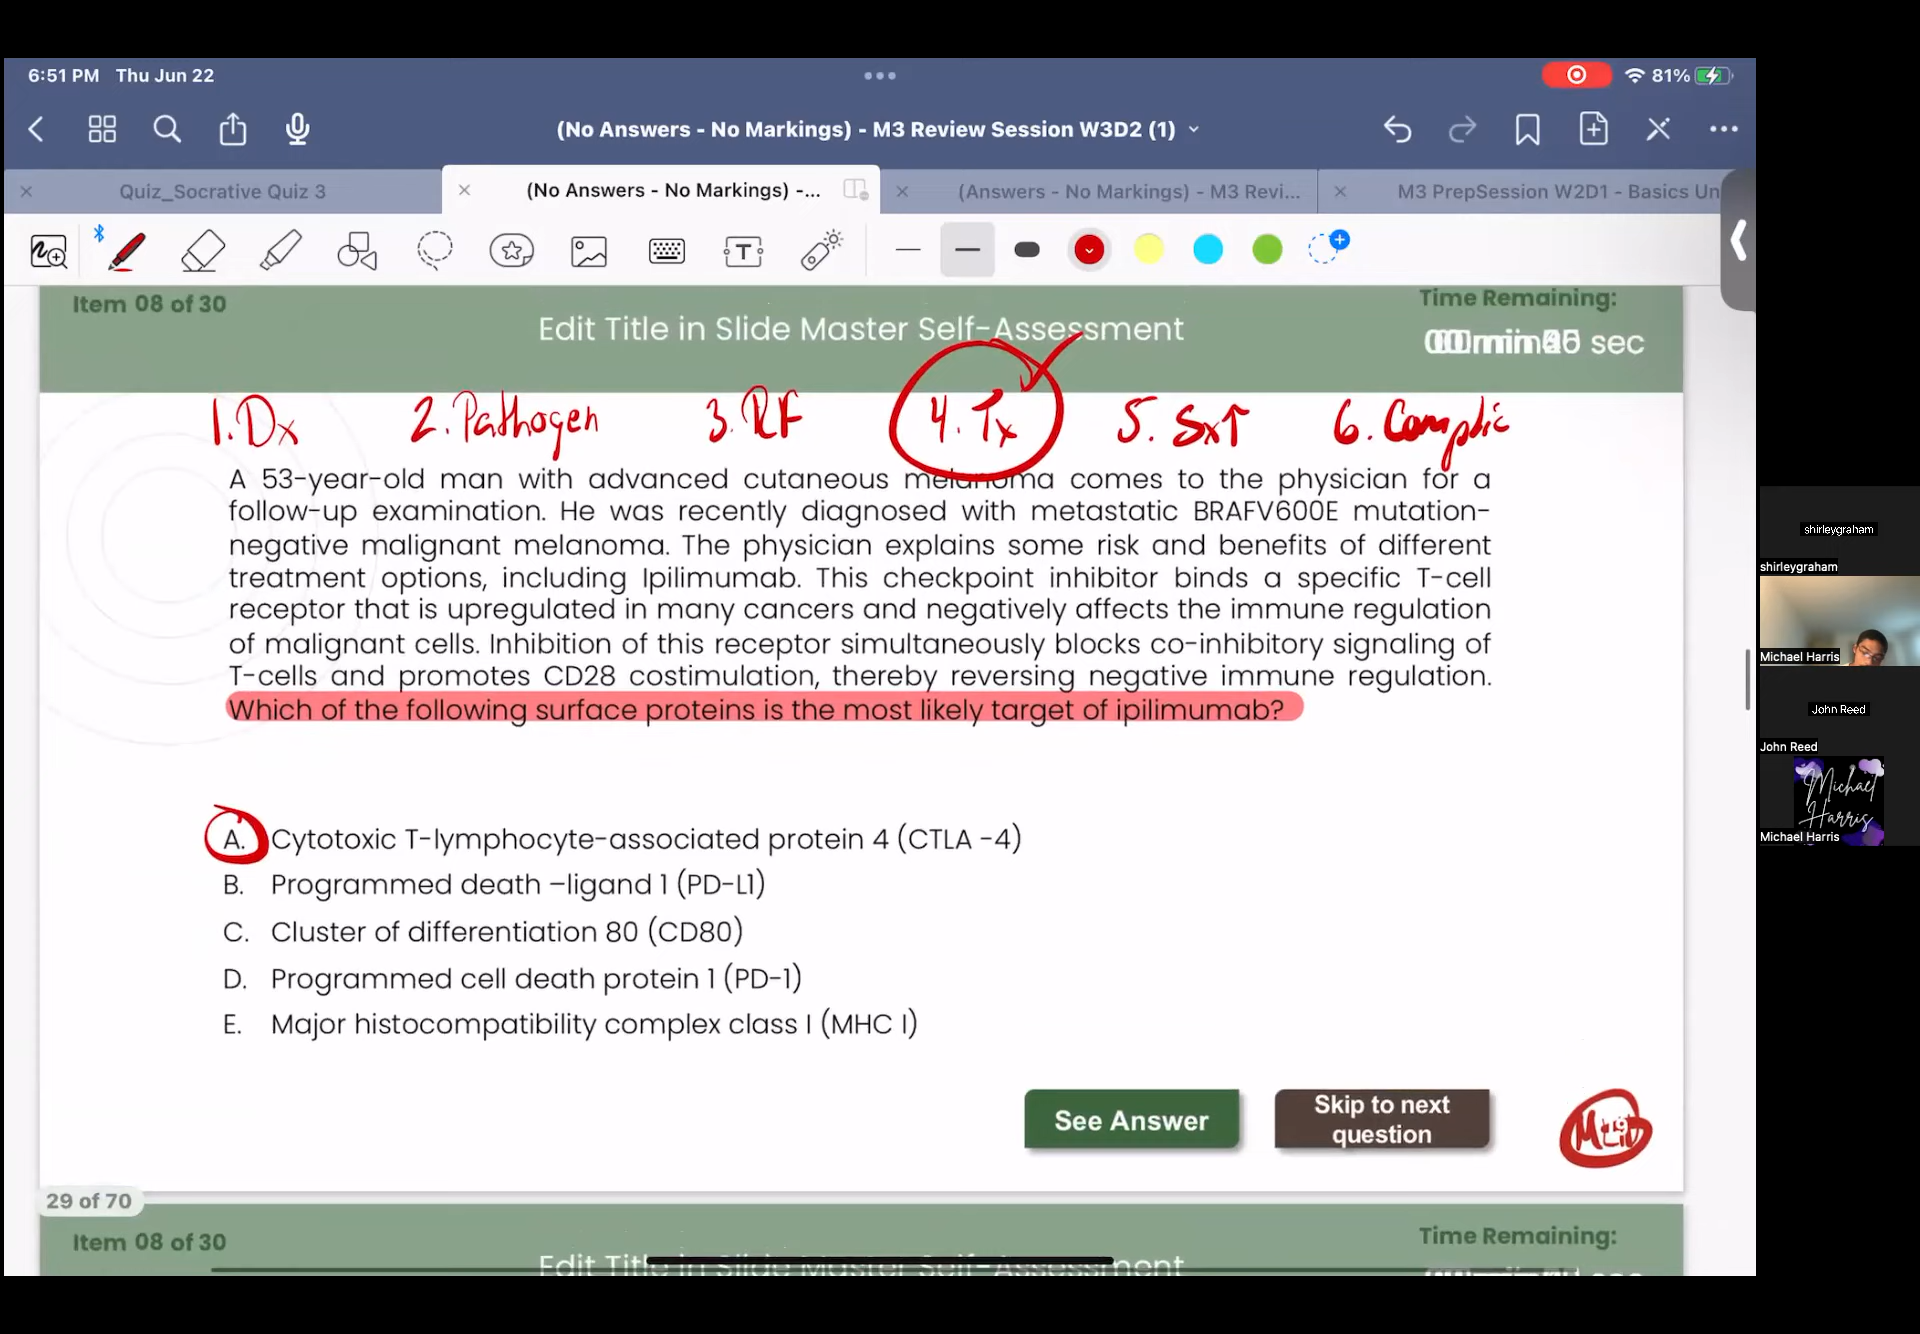 6:51 PM Thu Jun 22
81%
(No Answers - No Markings) - M3 Review Session W3D2 (1)
Quiz_Socrative Quiz 3
(No Answers - No Markings) -...
(Answers - No Markings) - M3 Revi...
M3 PrepSession W2D1 - Basics Un
Item 08 of 30
Edit Title in Slide Master Self-Assessment
Time Remaining:
sec
1. Dx 2. Pathogen 3. RF 4. Tx 5. Sx↑ 6. Complic
A 53-year-old man with advanced cutaneous melanoma comes to the physician for a
follow-up examination. He was recently diagnosed with metastatic BRAFV600E mutation-
negative malignant melanoma. The physician explains some risk and benefits of different
treatment options, including Ipilimumab. This checkpoint inhibitor binds a specific T-cell
receptor that is upregulated in many cancers and negatively affects the immune regulation
of malignant cells. Inhibition of this receptor simultaneously blocks co-inhibitory signaling of
T-cells and promotes CD28 costimulation, thereby reversing negative immune regulation.
Which of the following surface proteins is the most likely target of ipilimumab?
A. Cytotoxic T-lymphocyte-associated protein 4 (CTLA -4)
B. Programmed death –ligand 1 (PD-L1)
C. Cluster of differentiation 80 (CD80)
D. Programmed cell death protein 1 (PD-1)
E. Major histocompatibility complex class I (MHC I)
See Answer
Skip to next
question
29 of 70
Item 08 of 30
Edit Title in Slide Master Self-Assessment
Time Remaining:
shirleygraham
shirleygraham
Michael Harris
John Reed
John Reed
Michael
Harris
Michael Harris